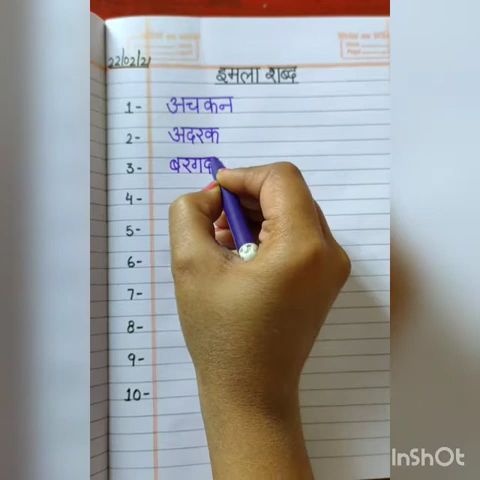 22/02/21
इमला शब्द
1- अचकन
2- अदरक
3- बरगद
4-
5-
6-
7-
8-
9-
10-
InShOt